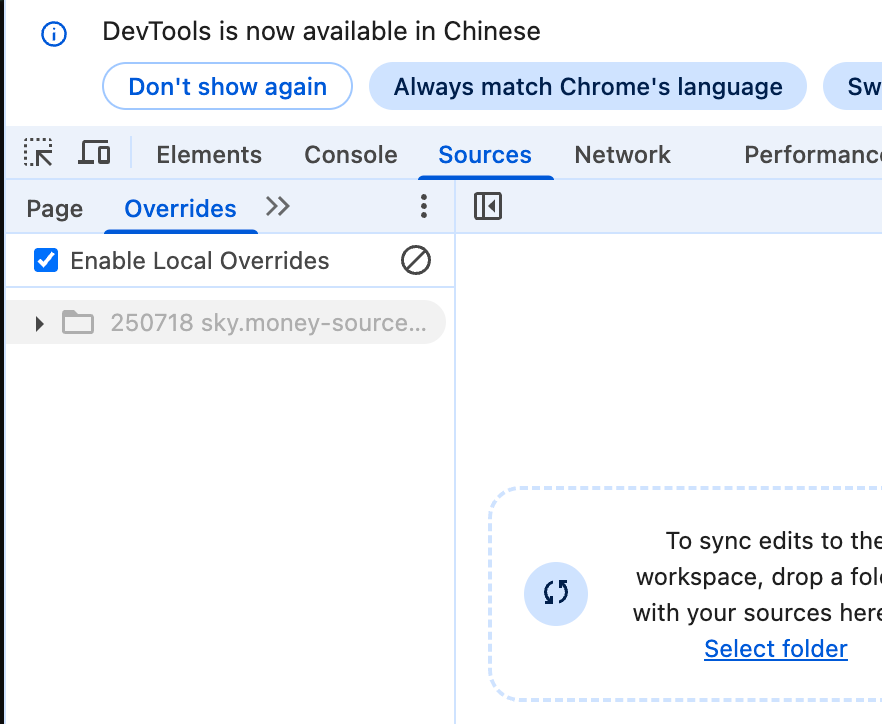 DevTools is now available in Chinese
Don't show again Always match Chrome's language Sw
Elements Console Sources Network Performance
Page Overrides
Enable Local Overrides
250718 sky.money-source...
To sync edits to the
workspace, drop a fol
with your sources here
Select folder